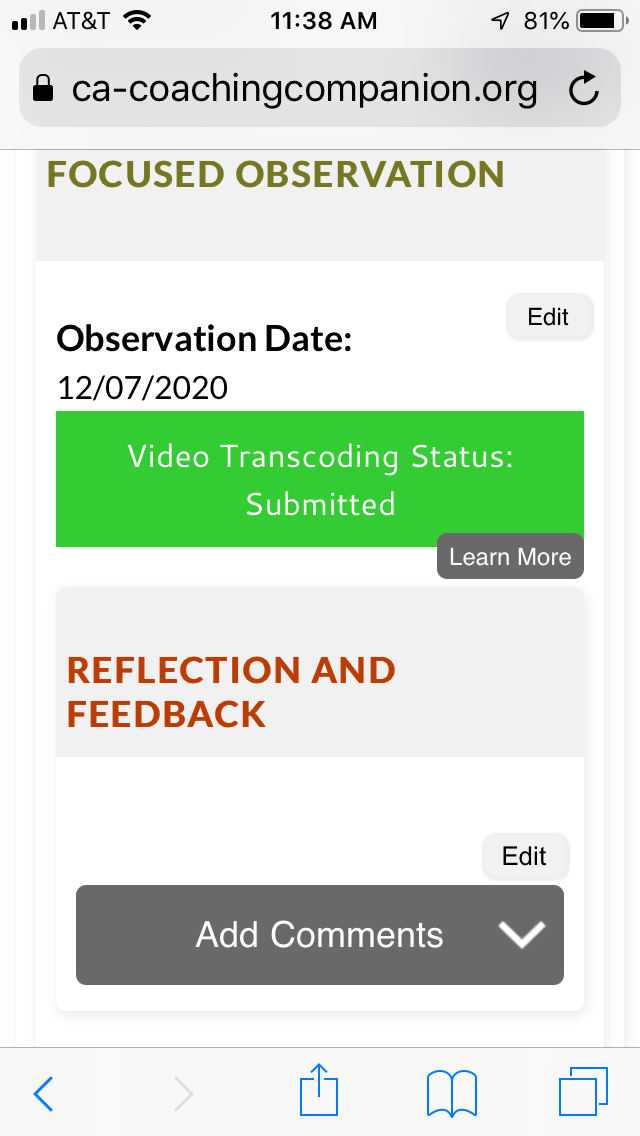 AT&T 11:38 AM 81%
ca-coachingcompanion.org
FOCUSED OBSERVATION
Edit
Observation Date:
12/07/2020
Video Transcoding Status:
Submitted
Learn More
REFLECTION AND
FEEDBACK
Edit
Add Comments